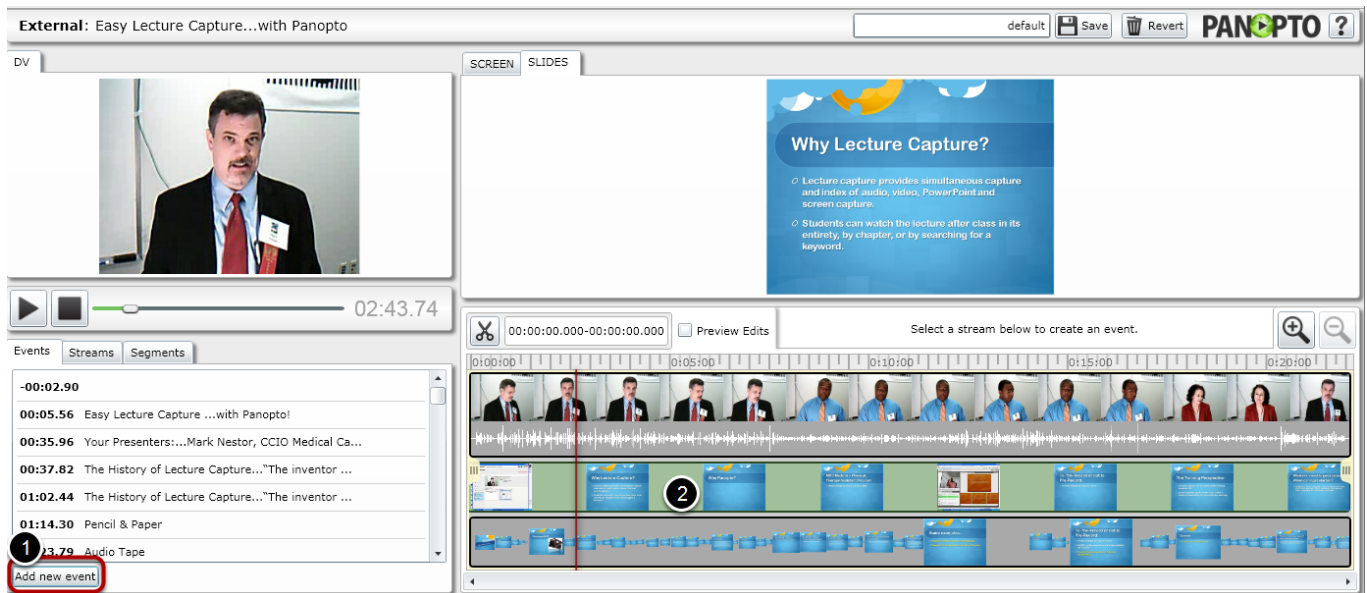 External: Easy Lecture Capture...with Panopto
default
Save
Revert
PANOPTO
?
DV
SCREEN
SLIDES
Why Lecture Capture?
Lecture capture provides simultaneous capture
and index of audio, video, PowerPoint and
screen capture.
Students can watch the lecture after class in its
entirety, by chapter, or by searching for a
keyword.
02:43.74
00:00:00.000-00:00:00.000
Preview Edits
Select a stream below to create an event.
Events
Streams
Segments
0:00:00
0:05:00
0:10:00
0:15:00
0:20:00
-00:02.90
00:05.56 Easy Lecture Capture ...with Panopto!
00:35.96 Your Presenters:...Mark Nestor, CCIO Medical Ca...
00:37.82 The History of Lecture Capture..."The inventor ...
01:02.44 The History of Lecture Capture..."The inventor ...
01:14.30 Pencil & Paper
23.79 Audio Tape
1
Add new event
Why Lecture Capture?
Why Panopto?
2